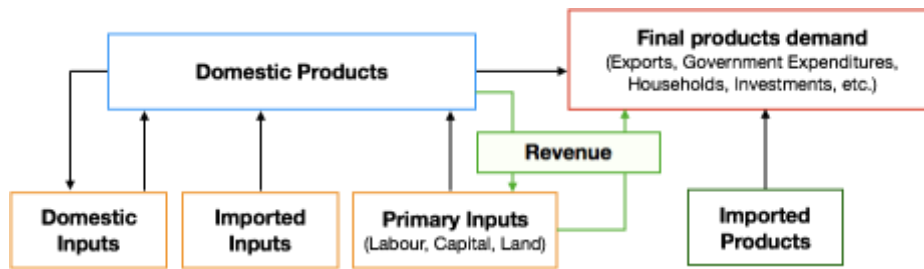 Final products demand
(Exports, Government Expenditures,
Households, Investments, etc.)
Domestic Products
Revenue
Domestic
Inputs
Imported
Inputs
Primary Inputs
(Labour, Capital, Land)
Imported
Products